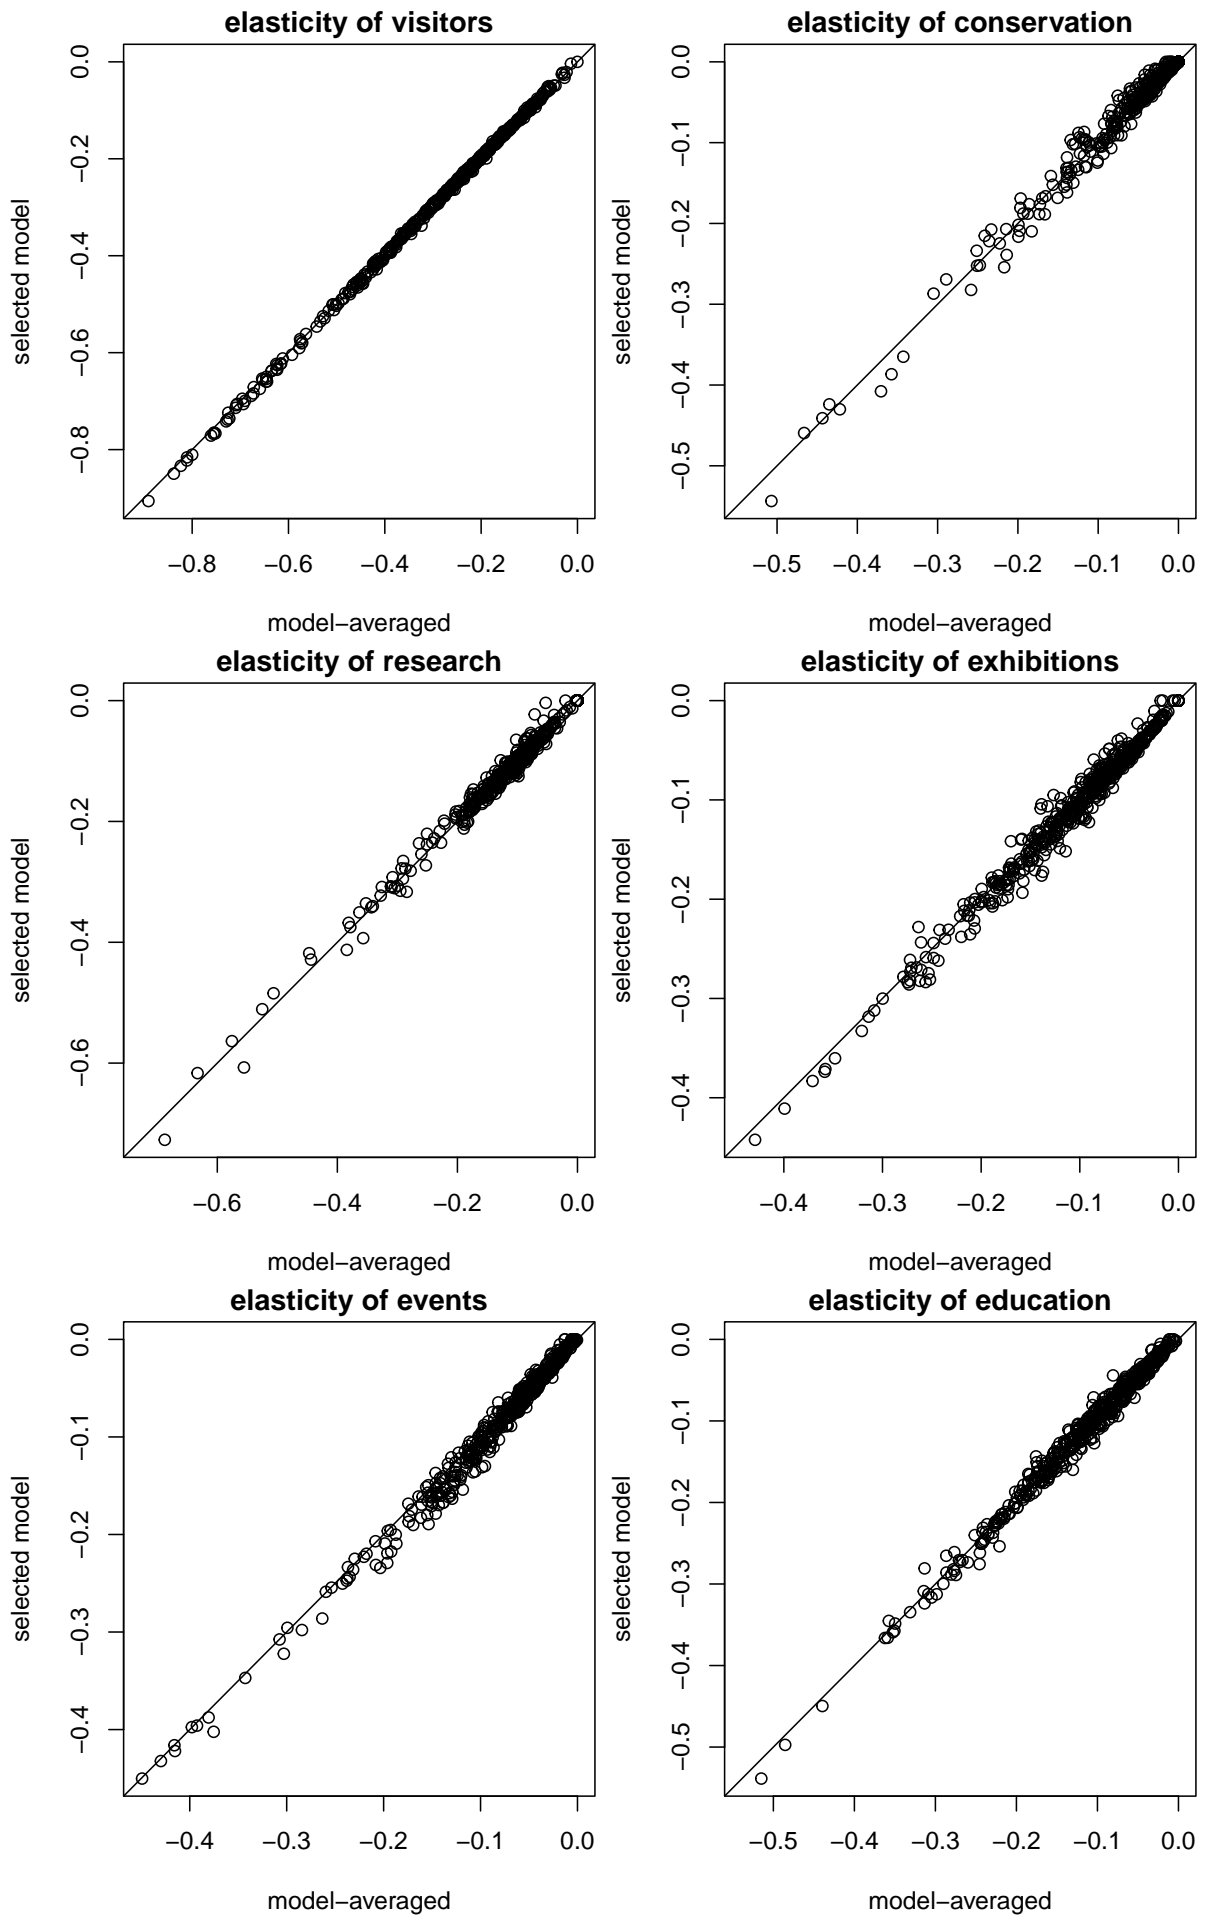 elasticity of visitors
0.0
−0.2
−0.4
−0.6
−0.8
selected model
−0.8 −0.6 −0.4 −0.2 0.0
model−averaged
elasticity of conservation
0.0
−0.1
−0.2
−0.3
−0.4
−0.5
selected model
−0.5 −0.4 −0.3 −0.2 −0.1 0.0
model−averaged
elasticity of research
0.0
−0.2
−0.4
−0.6
selected model
−0.6 −0.4 −0.2 0.0
model−averaged
elasticity of exhibitions
0.0
−0.1
−0.2
−0.3
−0.4
selected model
−0.4 −0.3 −0.2 −0.1 0.0
model−averaged
elasticity of events
0.0
−0.1
−0.2
−0.3
−0.4
selected model
−0.4 −0.3 −0.2 −0.1 0.0
model−averaged
elasticity of education
0.0
−0.1
−0.2
−0.3
−0.4
−0.5
selected model
−0.5 −0.4 −0.3 −0.2 −0.1 0.0
model−averaged